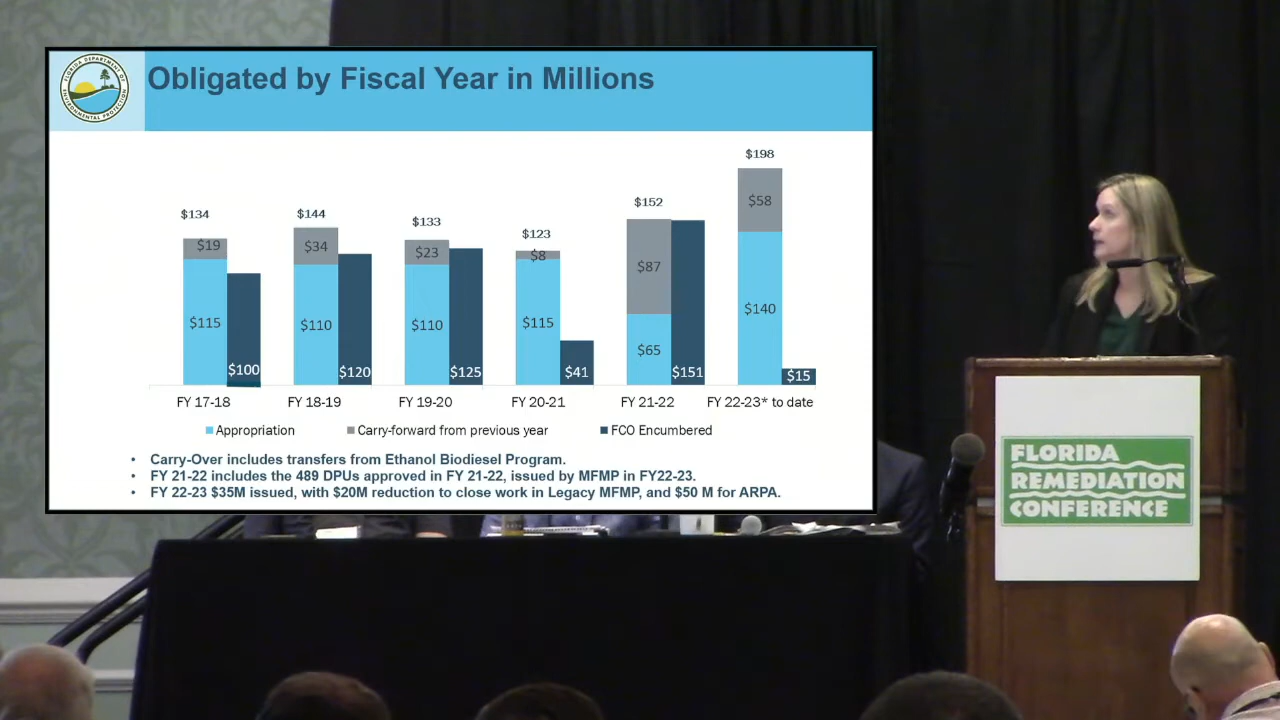 FLORIDA DEPARTMENT OF
ENVIRONMENTAL PROTECTION
Obligated by Fiscal Year in Millions
$134
$144
$133
$123
$152
$198
$19
$34
$23
$8
$87
$58
$115
$110
$110
$115
$65
$140
$100
$120
$125
$41
$151
$15
FY 17-18
FY 18-19
FY 19-20
FY 20-21
FY 21-22
FY 22-23* to date
Appropriation
Carry-forward from previous year
FCO Encumbered
• Carry-Over includes transfers from Ethanol Biodiesel Program.
• FY 21-22 includes the 489 DPUs approved in FY 21-22, issued by MFMP in FY22-23.
• FY 22-23 $35M issued, with $20M reduction to close work in Legacy MFMP, and $50 M for ARPA.
FLORIDA
REMEDIATION
CONFERENCE